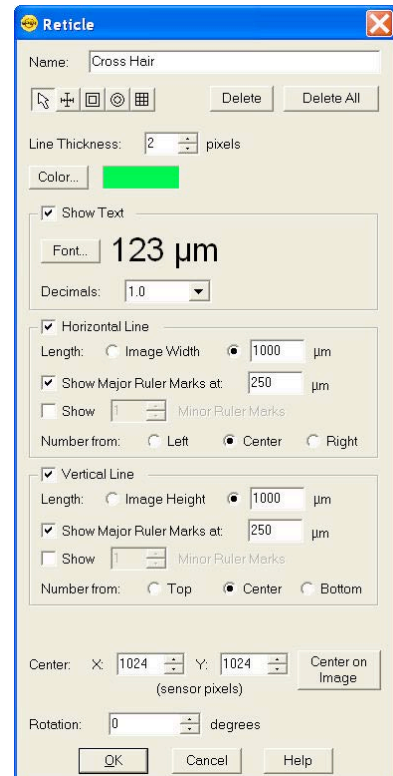 Reticle
Name: Cross Hair
Delete Delete All
Line Thickness: 2 pixels
Color...
Show Text
Font... 123 µm
Decimals: 1.0
Horizontal Line
Length: Image Width 1000 µm
Show Major Ruler Marks at: 250 µm
Show 1 Minor Ruler Marks
Number from: Left Center Right
Vertical Line
Length: Image Height 1000 µm
Show Major Ruler Marks at: 250 µm
Show 1 Minor Ruler Marks
Number from: Top Center Bottom
Center: X: 1024 Y: 1024 Center on Image
(sensor pixels)
Rotation: 0 degrees
OK Cancel Help